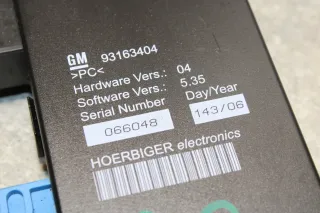 GM 93163404
>PC<
Hardware Vers.: 04
Software Vers.: 5.35
Serial Number Day/Year
066048 143/06
HOERBIGER electronics